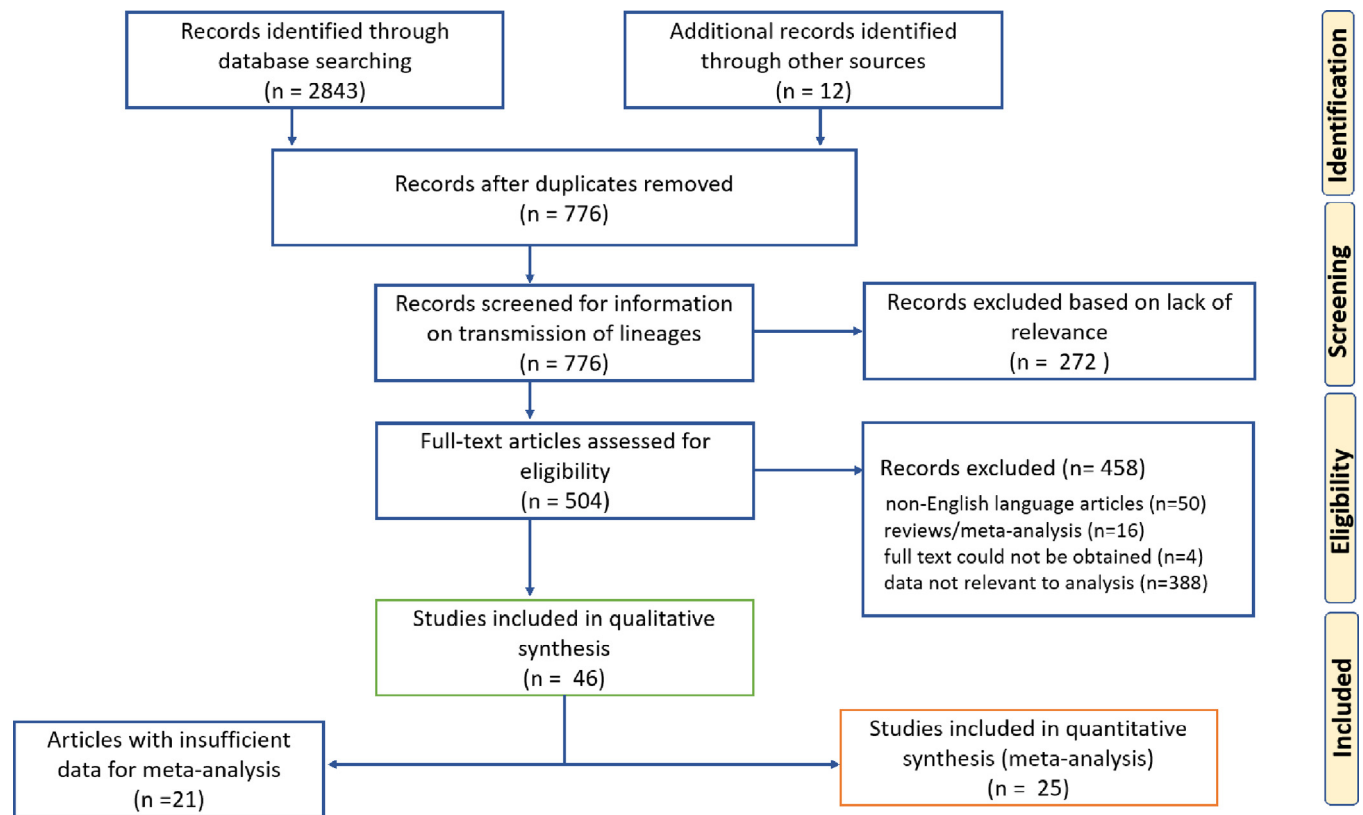 Records identified through
database searching
(n = 2843)
Additional records identified
through other sources
(n = 12)
Identification
Records after duplicates removed
(n = 776)
Screening
Records screened for information
on transmission of lineages
(n = 776)
Records excluded based on lack of
relevance
(n = 272 )
Eligibility
Full-text articles assessed for
eligibility
(n = 504)
Records excluded (n= 458)
non-English language articles (n=50)
reviews/meta-analysis (n=16)
full text could not be obtained (n=4)
data not relevant to analysis (n=388)
Included
Studies included in qualitative
synthesis
(n = 46)
Articles with insufficient
data for meta-analysis
(n =21)
Studies included in quantitative
synthesis (meta-analysis)
(n = 25)